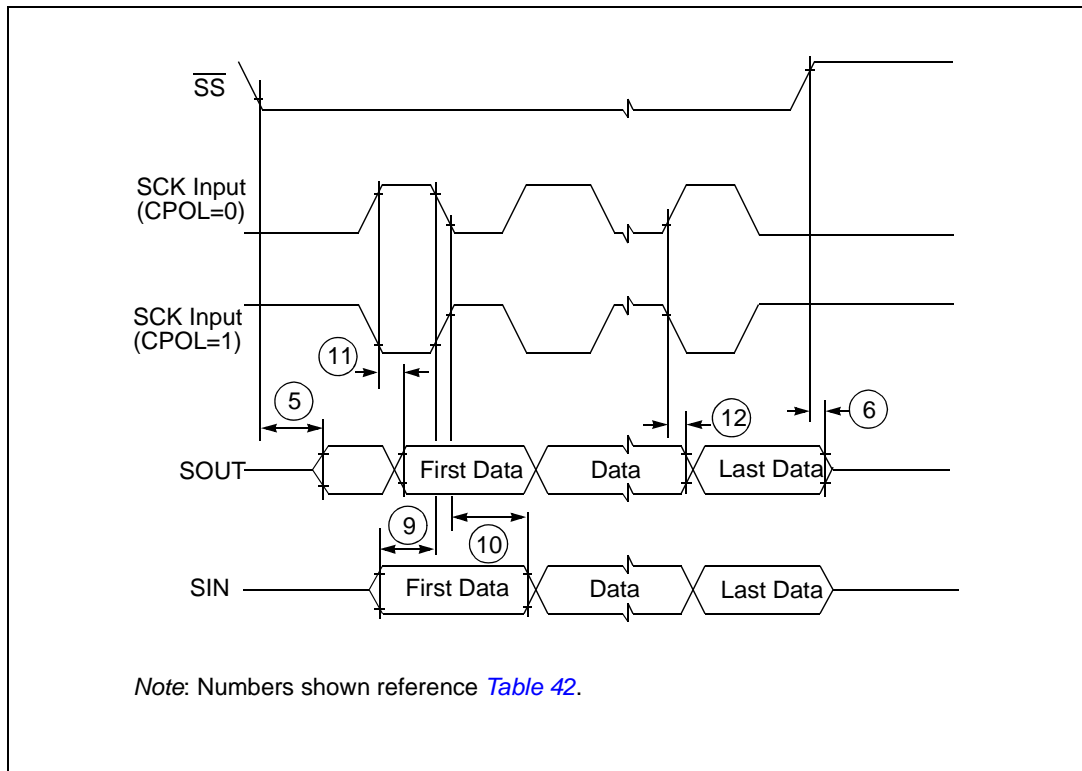 SS
SCK Input
(CPOL=0)
SCK Input
(CPOL=1)
11
5
12
6
SOUT
First Data
Data
Last Data
9
10
SIN
First Data
Data
Last Data
Note: Numbers shown reference Table 42.